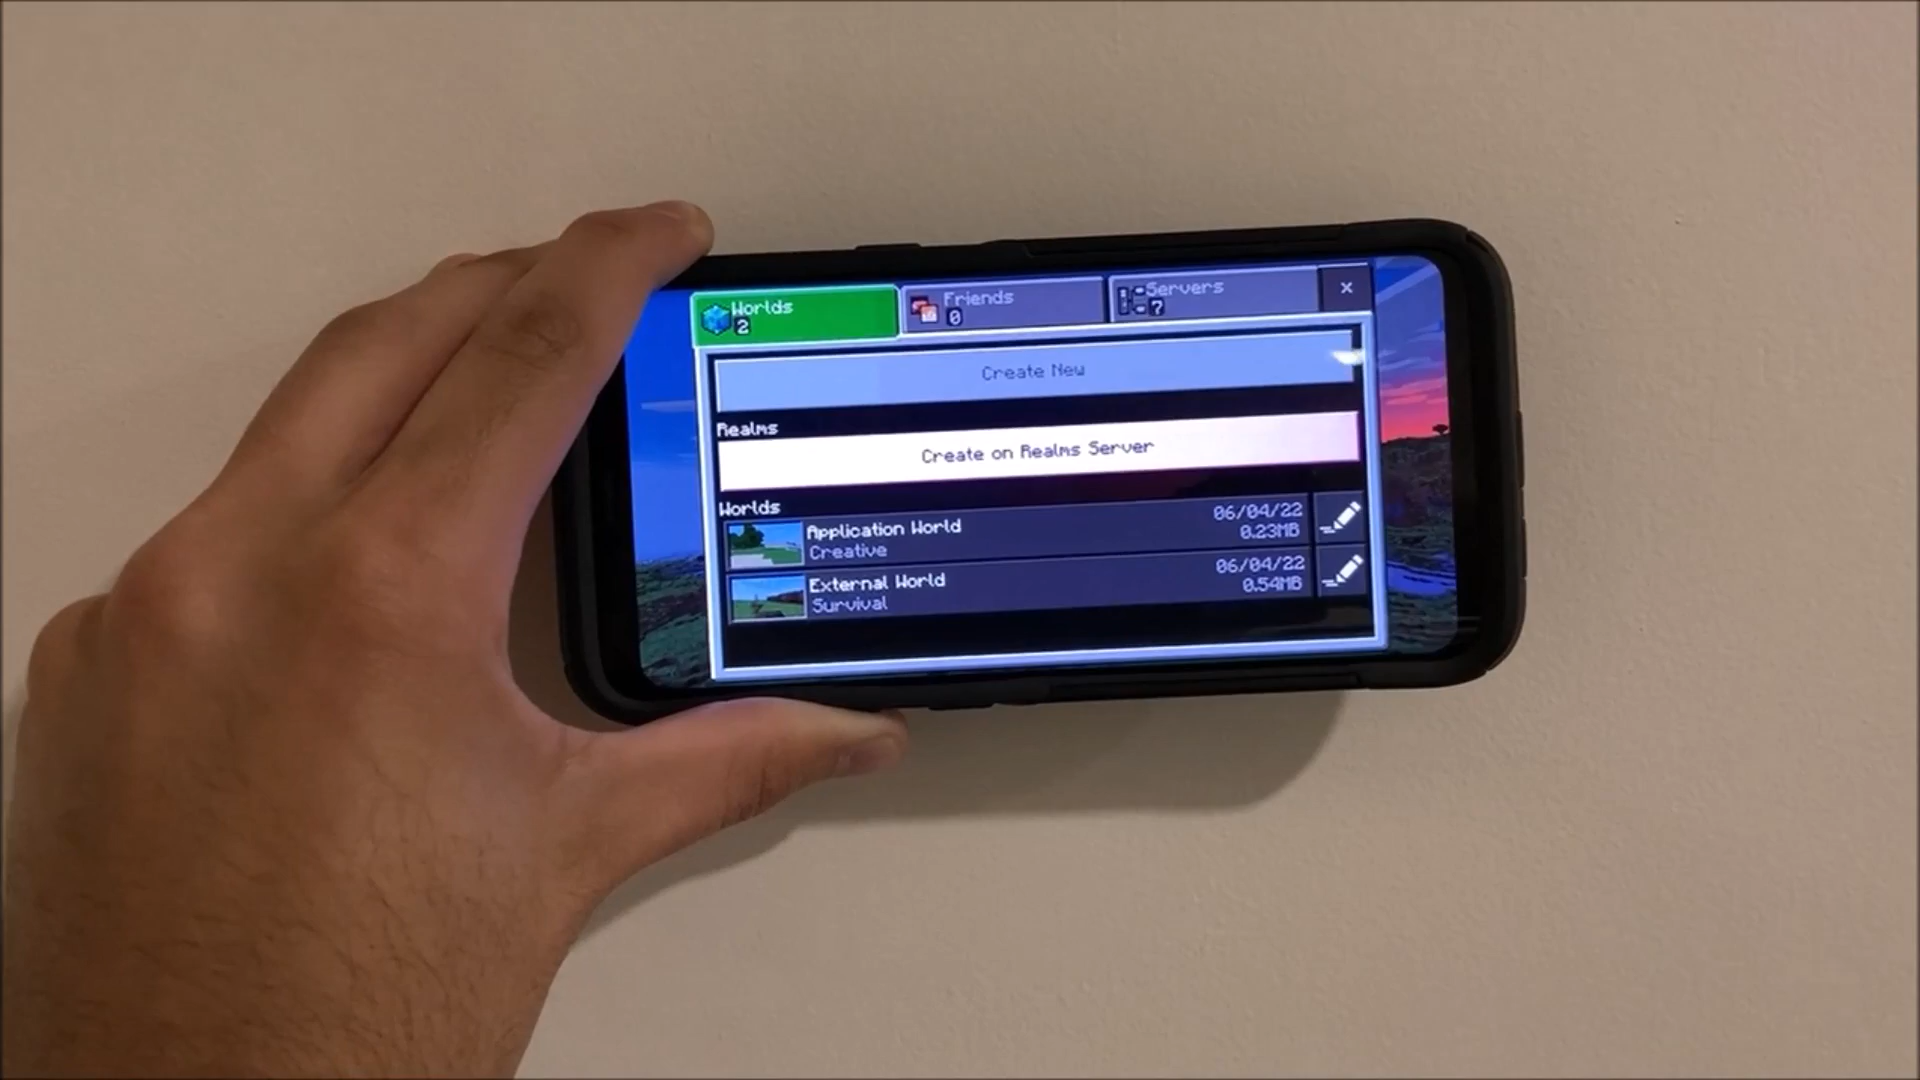 Worlds
2
Friends
0
Servers
7
Create New
Realms
Create on Realms Server
Worlds
Application World
Creative
06/04/22
0.23MB
External World
Survival
06/04/22
0.54MB